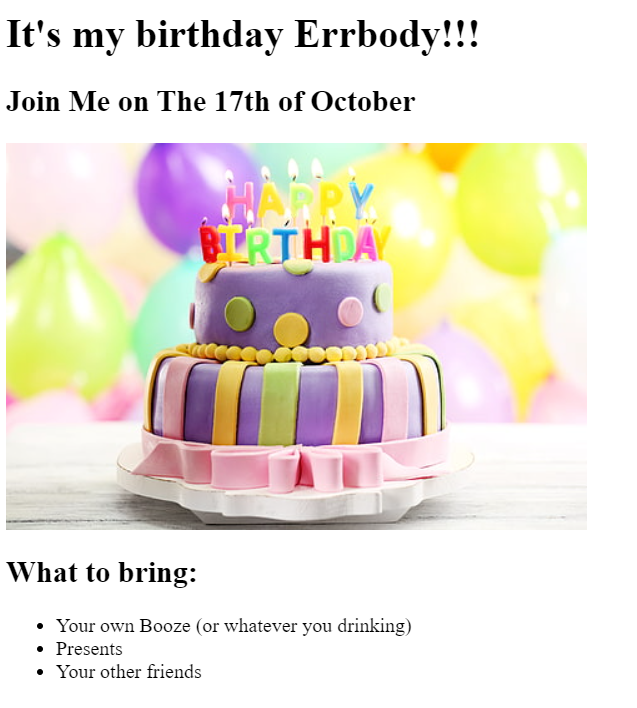 It's my birthday Errbody!!!
Join Me on The 17th of October
HAPPY
BIRTHDAY
What to bring:
Your own Booze (or whatever you drinking)
Presents
Your other friends